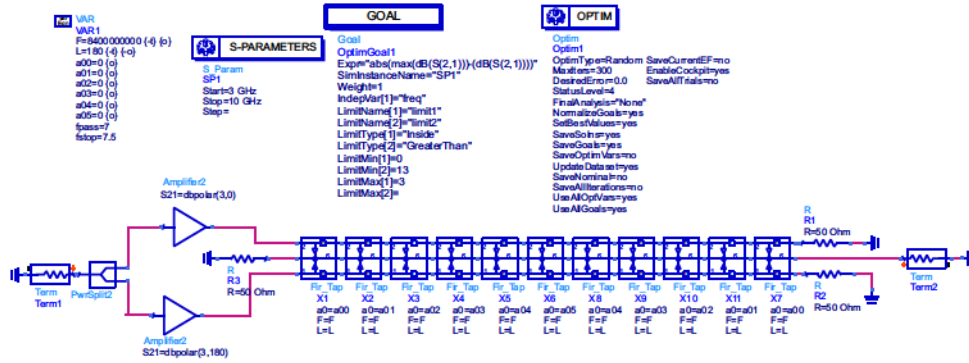 VAR
VAR1
F=8400000000 {-t} {o}
L=180 {-t} {-o}
a00=0 {o}
a01=0 {o}
a02=0 {o}
a03=0 {o}
a04=0 {o}
a05=0 {o}
fpass=7
fstop=7.5
S-PARAMETERS
S_Param
SP1
Start=3 GHz
Stop=10 GHz
Step=
GOAL
Goal
OptimGoal1
Expr="abs(max(dB(S(2,1)))-(dB(S(2,1))))"
SimInstanceName="SP1"
Weight=1
IndepVar[1]="freq"
LimitName[1]="limit1"
LimitName[2]="limit2"
LimitType[1]="Inside"
LimitType[2]="GreaterThan"
LimitMin[1]=0
LimitMin[2]=13
LimitMax[1]=3
LimitMax[2]=
OPTIM
Optim
Optim1
OptimType=Random SaveCurrentEF=no
MaxIters=300 EnableCockpit=yes
DesiredError=0.0 SaveAllTrials=no
StatusLevel=4
FinalAnalysis="None"
NormalizeGoals=yes
SetBestValues=yes
SaveSolns=yes
SaveGoals=yes
SaveOptimVars=no
UpdateDataset=yes
SaveNominal=no
SaveAllIterations=no
UseAllOptVars=yes
UseAllGoals=yes
Amplifier2
S21=dbpolar(3,0)
Term
Term1
PwrSplit2
R
R3
R=50 Ohm
Amplifier2
S21=dbpolar(3,180)
Fir_Tap Fir_Tap Fir_Tap Fir_Tap Fir_Tap Fir_Tap Fir_Tap Fir_Tap Fir_Tap Fir_Tap Fir_Tap
X1 X2 X3 X4 X5 X6 X8 X9 X10 X11 X7
a0=a00 a0=a01 a0=a02 a0=a03 a0=a04 a0=a05 a0=a04 a0=a03 a0=a02 a0=a01 a0=a00
F=F F=F F=F F=F F=F F=F F=F F=F F=F F=F F=F
L=L L=L L=L L=L L=L L=L L=L L=L L=L L=L L=L
R
R1
R=50 Ohm
R
R2
R=50 Ohm
Term
Term2